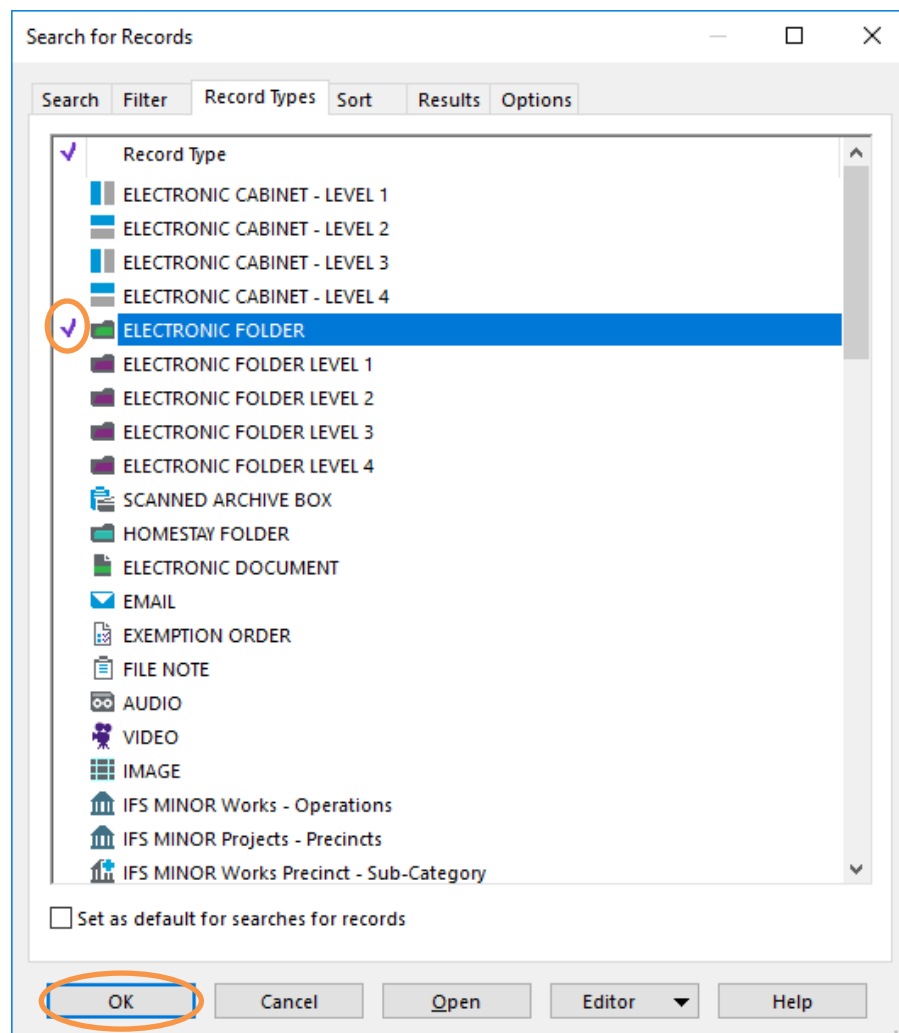 Search for Records
Search Filter Record Types Sort Results Options
Record Type
ELECTRONIC CABINET - LEVEL 1
ELECTRONIC CABINET - LEVEL 2
ELECTRONIC CABINET - LEVEL 3
ELECTRONIC CABINET - LEVEL 4
ELECTRONIC FOLDER
ELECTRONIC FOLDER LEVEL 1
ELECTRONIC FOLDER LEVEL 2
ELECTRONIC FOLDER LEVEL 3
ELECTRONIC FOLDER LEVEL 4
SCANNED ARCHIVE BOX
HOMESTAY FOLDER
ELECTRONIC DOCUMENT
EMAIL
EXEMPTION ORDER
FILE NOTE
AUDIO
VIDEO
IMAGE
IFS MINOR Works - Operations
IFS MINOR Projects - Precincts
IFS MINOR Works Precinct - Sub-Category
Set as default for searches for records
OK Cancel Open Editor Help